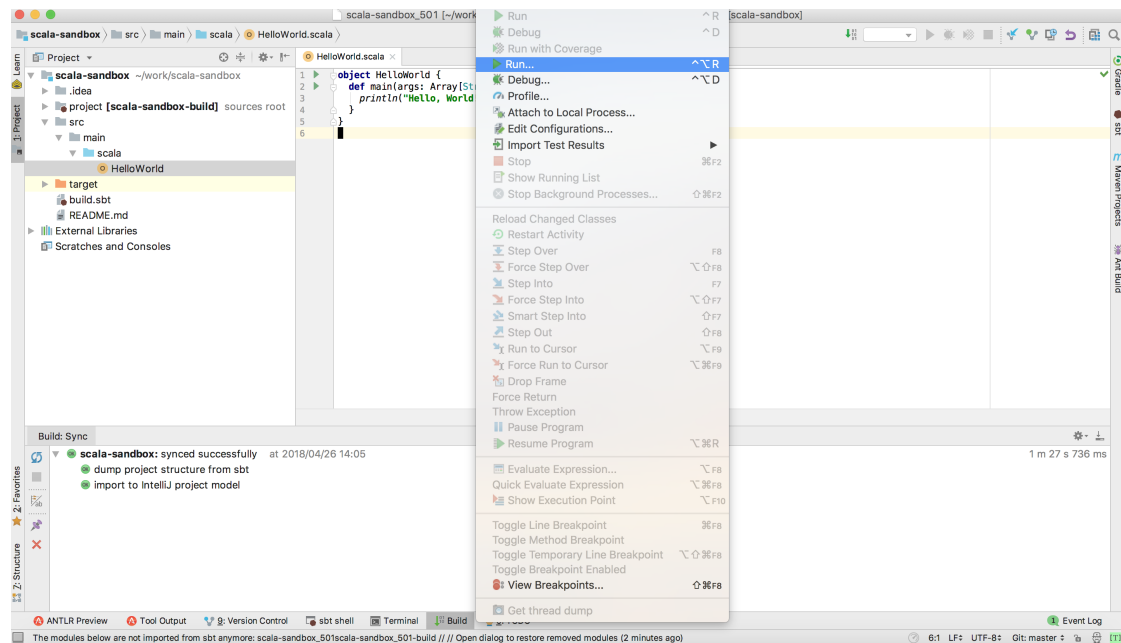 scala-sandbox_501 [~/work
[scala-sandbox]
scala-sandbox src main scala HelloWorld.scala
Project
HelloWorld.scala
scala-sandbox ~/work/scala-sandbox
.idea
project [scala-sandbox-build] sources root
src
main
scala
HelloWorld
target
build.sbt
README.md
External Libraries
Scratches and Consoles
1 object HelloWorld {
2 def main(args: Array[Str
3 println("Hello, World
4 }
5 }
6
Run ^R
Debug ^D
Run with Coverage
Run... ^⌥R
Debug... ^⌥D
Profile...
Attach to Local Process...
Edit Configurations...
Import Test Results ▶
Stop ⌘F2
Show Running List
Stop Background Processes... ⇧⌘F2
Reload Changed Classes
Restart Activity
Step Over F8
Force Step Over ⌥⇧F8
Step Into F7
Force Step Into ⌥⇧F7
Smart Step Into ⇧F7
Step Out ⇧F8
Run to Cursor ⌥F9
Force Run to Cursor ⌥⌘F9
Drop Frame
Force Return
Throw Exception
Pause Program
Resume Program ⌥⌘R
Evaluate Expression... ⌥F8
Quick Evaluate Expression ⌥⌘F8
Show Execution Point ⌥F10
Toggle Line Breakpoint ⌘F8
Toggle Method Breakpoint
Toggle Temporary Line Breakpoint ⌥⇧⌘F8
Toggle Breakpoint Enabled
View Breakpoints... ⇧⌘F8
Get thread dump
Learn
1: Project
2: Favorites
Z: Structure
Gradle
sbt
Maven Projects
Ant Build
Build: Sync
scala-sandbox: synced successfully at 2018/04/26 14:05
1 m 27 s 736 ms
dump project structure from sbt
import to IntelliJ project model
ANTLR Preview Tool Output 9: Version Control sbt shell Terminal Build
1 Event Log
The modules below are not imported from sbt anymore: scala-sandbox_501scala-sandbox_501-build // // Open dialog to restore removed modules (2 minutes ago)
6:1 LF UTF-8 Git: master [T]